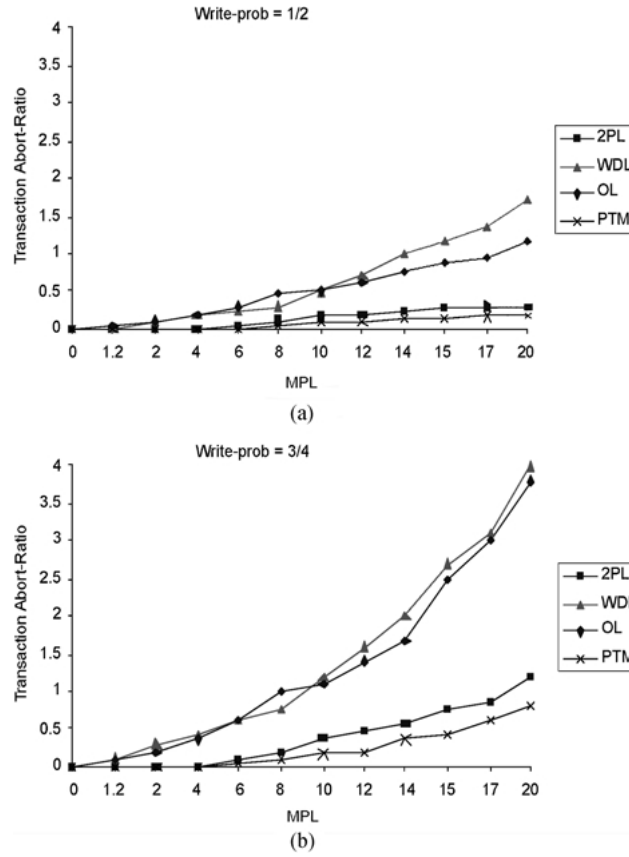 Write-prob = 1/2
Transaction Abort-Ratio
4
3.5
3
2.5
2
1.5
1
0.5
0
0 1.2 2 4 6 8 10 12 14 15 17 20
MPL
2PL
WDL
OL
PTM
(a)
Write-prob = 3/4
Transaction Abort-Ratio
4
3.5
3
2.5
2
1.5
1
0.5
0
0 1.2 2 4 6 8 10 12 14 15 17 20
MPL
2PL
WDL
OL
PTM
(b)